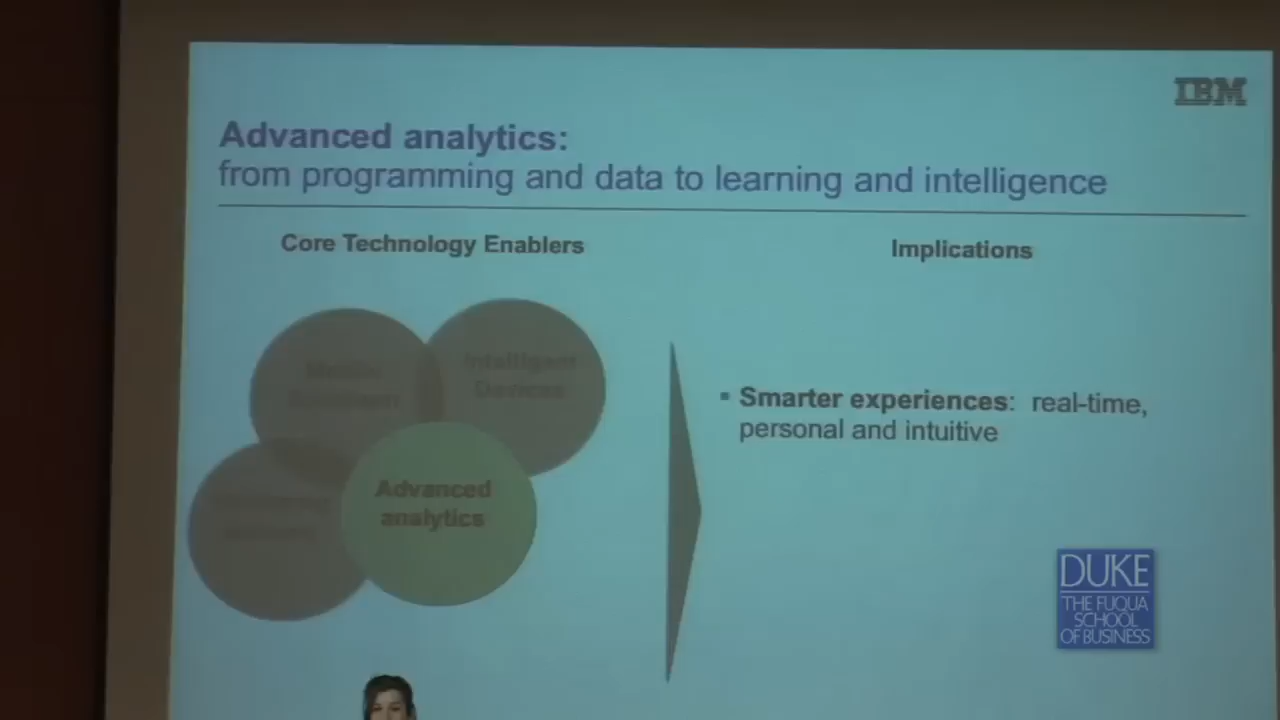 IBM
Advanced analytics:
from programming and data to learning and intelligence
Core Technology Enablers
Implications
Intelligent
Devices
Advanced
analytics
▪ Smarter experiences: real-time,
personal and intuitive
DUKE
THE FUQUA
SCHOOL
OF BUSINESS